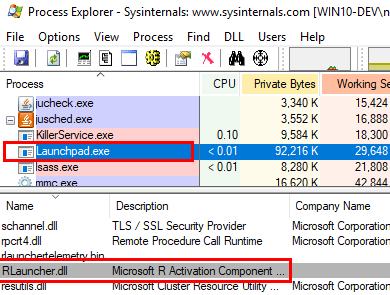 Process Explorer - Sysinternals: www.sysinternals.com [WIN10-DEV\n
File Options View Process Find DLL Users Help
Process CPU Private Bytes Working Se
jucheck.exe 3,340 K 15,424
jusched.exe 3,552 K 16,888
KillerService.exe 0.10 9,584 K 18,300
Launchpad.exe < 0.01 92,216 K 29,648
lsass.exe < 0.01 8,280 K 21,808
mmc.exe 16,620 K 42,844
Name Description Company Name
schannel.dll TLS / SSL Security Provider Microsoft Corporation
rpcrt4.dll Remote Procedure Call Runtime Microsoft Corporation
rlaunchertelemetry.bin
RLauncher.dll Microsoft R Activation Component ... Microsoft Corporation
resutils.dll Microsoft Cluster Resource Utility ... Microsoft Corporation